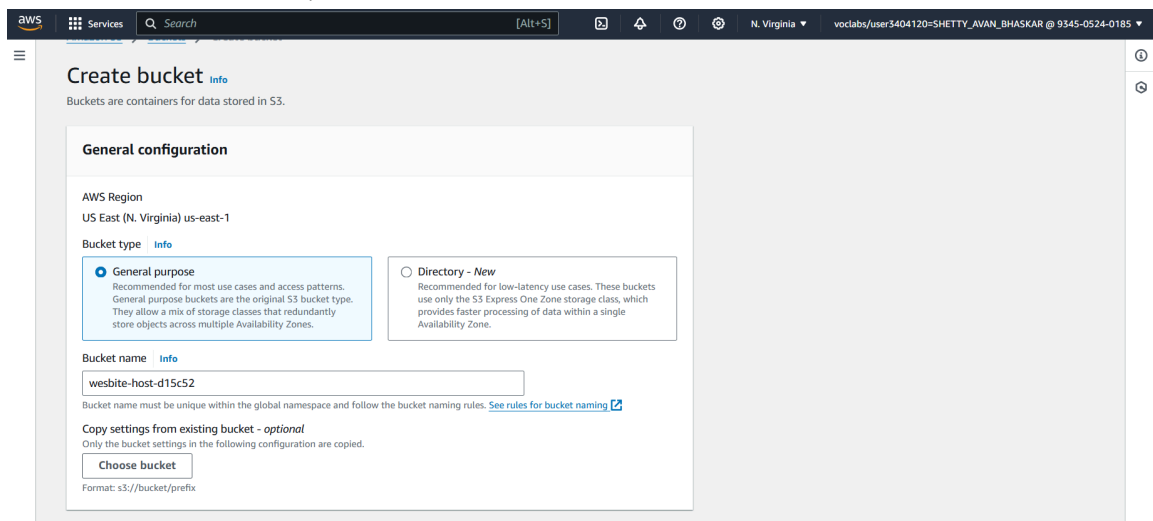 aws
Services
Search
[Alt+S]
N. Virginia
voclabs/user3404120=SHETTY_AVAN_BHASKAR @ 9345-0524-0185
Create bucket Info
Buckets are containers for data stored in S3.
General configuration
AWS Region
US East (N. Virginia) us-east-1
Bucket type Info
General purpose
Recommended for most use cases and access patterns.
General purpose buckets are the original S3 bucket type.
They allow a mix of storage classes that redundantly
store objects across multiple Availability Zones.
Directory - New
Recommended for low-latency use cases. These buckets
use only the S3 Express One Zone storage class, which
provides faster processing of data within a single
Availability Zone.
Bucket name Info
wesbite-host-d15c52
Bucket name must be unique within the global namespace and follow the bucket naming rules. See rules for bucket naming
Copy settings from existing bucket - optional
Only the bucket settings in the following configuration are copied.
Choose bucket
Format: s3://bucket/prefix